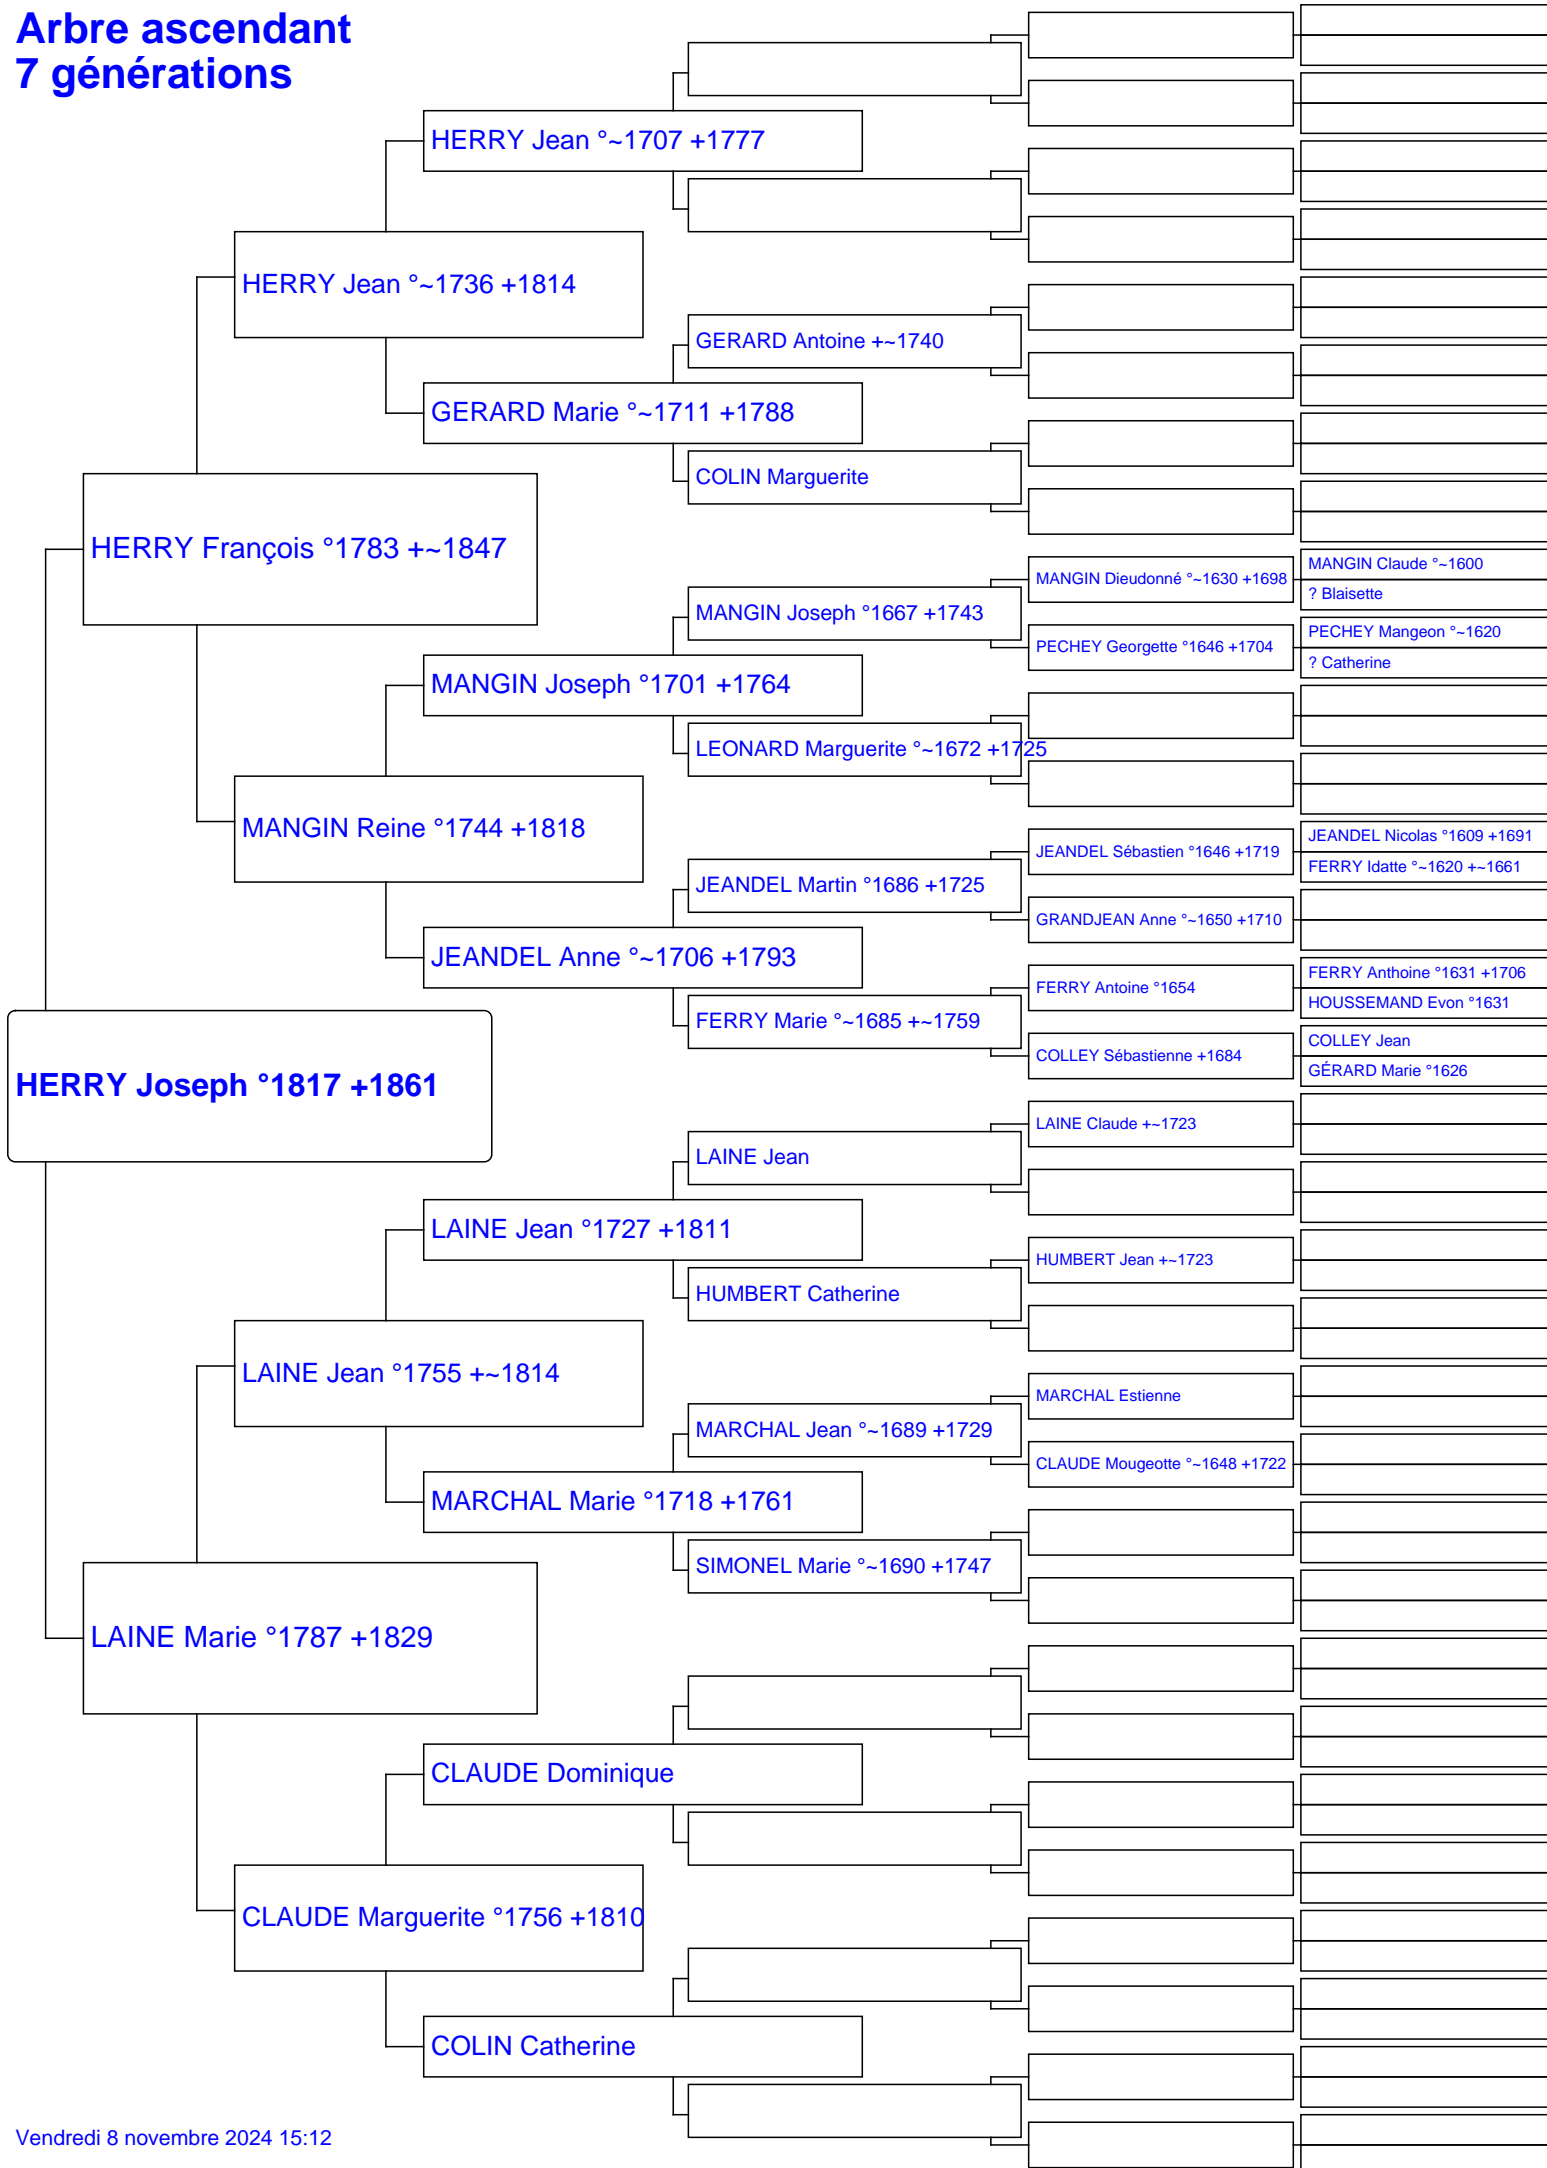 Arbre ascendant
7 générations
HERRY Jean °~1707 +1777
HERRY Jean °~1736 +1814
GERARD Antoine +~1740
GERARD Marie °~1711 +1788
COLIN Marguerite
HERRY François °1783 +~1847
MANGIN Claude °~1600
MANGIN Dieudonné °~1630 +1698
? Blaisette
MANGIN Joseph °1667 +1743
PECHEY Mangeon °~1620
PECHEY Georgette °1646 +1704
? Catherine
MANGIN Joseph °1701 +1764
LEONARD Marguerite °~1672 +1725
MANGIN Reine °1744 +1818
JEANDEL Nicolas °1609 +1691
JEANDEL Sébastien °1646 +1719
FERRY Idatte °~1620 +~1661
JEANDEL Martin °1686 +1725
GRANDJEAN Anne °~1650 +1710
JEANDEL Anne °~1706 +1793
FERRY Anthoine °1631 +1706
FERRY Antoine °1654
HOUSSEMAND Evon °1631
FERRY Marie °~1685 +~1759
COLLEY Jean
COLLEY Sébastienne +1684
GÉRARD Marie °1626
HERRY Joseph °1817 +1861
LAINE Claude +~1723
LAINE Jean
LAINE Jean °1727 +1811
HUMBERT Jean +~1723
HUMBERT Catherine
LAINE Jean °1755 +~1814
MARCHAL Estienne
MARCHAL Jean °~1689 +1729
CLAUDE Mougeotte °~1648 +1722
MARCHAL Marie °1718 +1761
SIMONEL Marie °~1690 +1747
LAINE Marie °1787 +1829
CLAUDE Dominique
CLAUDE Marguerite °1756 +1810
COLIN Catherine
Vendredi 8 novembre 2024 15:12